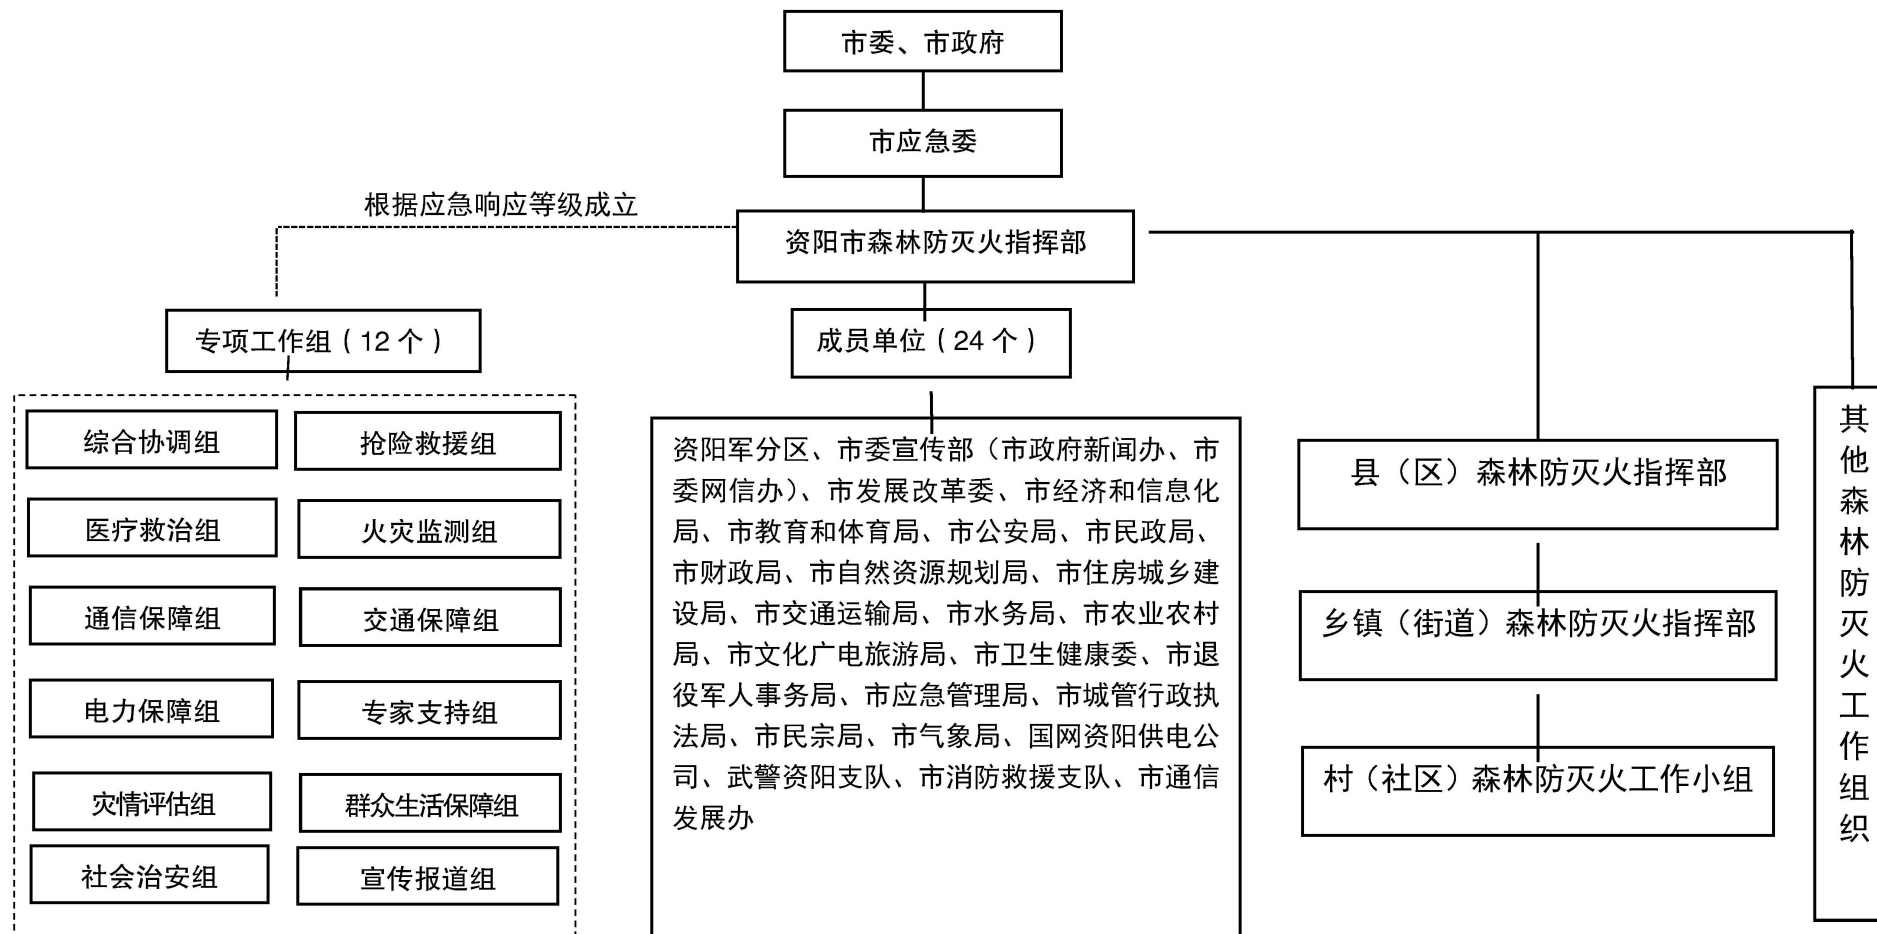 市委、市政府
市应急委
根据应急响应等级成立
资阳市森林防灭火指挥部
专项工作组（12 个）
成员单位（24 个）
综合协调组
抢险救援组
医疗救治组
火灾监测组
通信保障组
交通保障组
电力保障组
专家支持组
灾情评估组
群众生活保障组
社会治安组
宣传报道组
资阳军分区、市委宣传部（市政府新闻办、市
委网信办）、市发展改革委、市经济和信息化
局、市教育和体育局、市公安局、市民政局、
市财政局、市自然资源规划局、市住房城乡建
设局、市交通运输局、市水务局、市农业农村
局、市文化广电旅游局、市卫生健康委、市退
役军人事务局、市应急管理局、市城管行政执
法局、市民宗局、市气象局、国网资阳供电公
司、武警资阳支队、市消防救援支队、市通信
发展办
县（区）森林防灭火指挥部
乡镇（街道）森林防灭火指挥部
村（社区）森林防灭火工作小组
其他森林防灭火工作组织